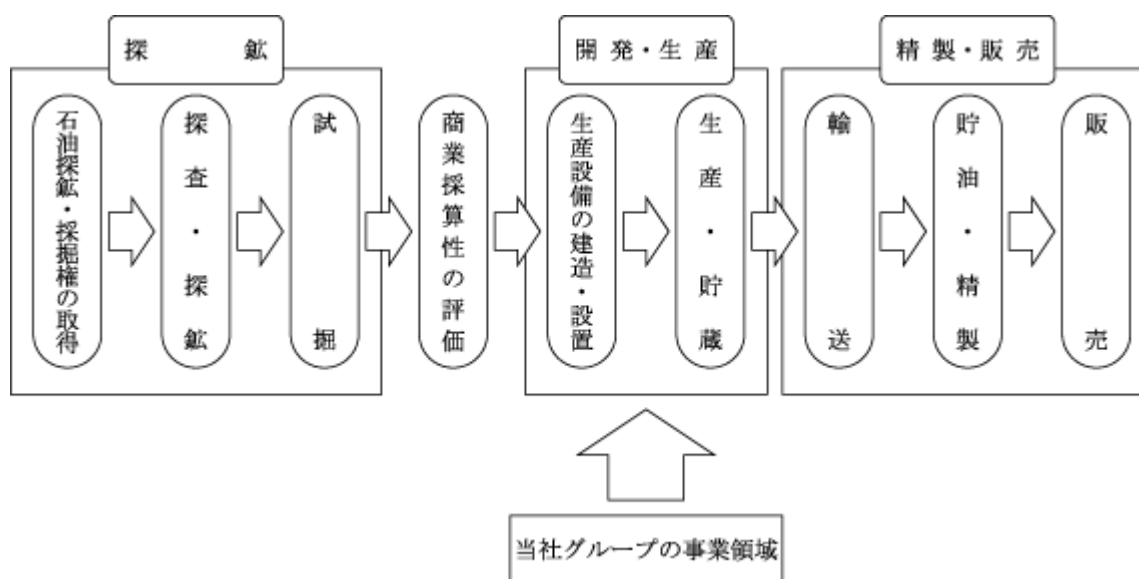 探鉱
石油探鉱・採掘権の取得
探査・探鉱
試掘
商業採算性の評価
開発・生産
生産設備の建造・設置
生産・貯蔵
精製・販売
輸送
貯油・精製
販売
当社グループの事業領域